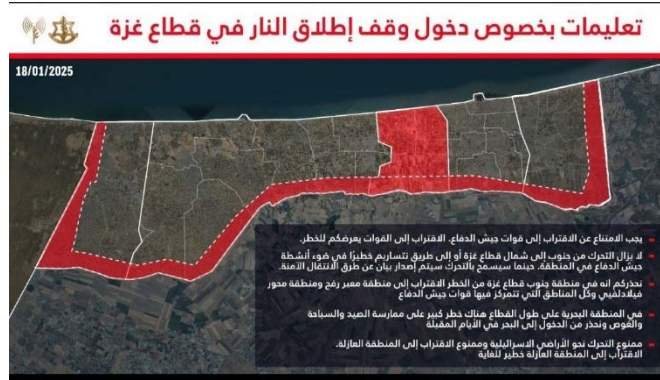 تعليمات بخصوص دخول وقف إطلاق النار في قطاع غزة
18/01/2025
يجب الامتناع عن الاقتراب إلى قوات جيش الدفاع. الاقتراب إلى القوات يعرضكم للخطر.
لا يزال التحرك من جنوب إلى شمال قطاع غزة أو إلى طريق نتساريم خطيرًا في ضوء أنشطة
جيش الدفاع في المنطقة. حينما سيسمح بالتحرك سيتم إصدار بيان عن طرق الانتقال الآمنة.
نحذركم انه في منطقة جنوب قطاع غزة من الخطر الاقتراب إلى منطقة معبر رفح ومنطقة محور
فيلادلفيي وكل المناطق التي تتمركز فيها قوات جيش الدفاع
في المنطقة البحرية على طول القطاع هناك خطر كبير على ممارسة الصيد والسباحة
والغوص ونحذر من الدخول إلى البحر في الأيام المقبلة
ممنوع التحرك نحو الأراضي الاسرائيلية وممنوع الاقتراب إلى المنطقة العازلة.
الاقتراب إلى المنطقة العازلة خطير للغاية